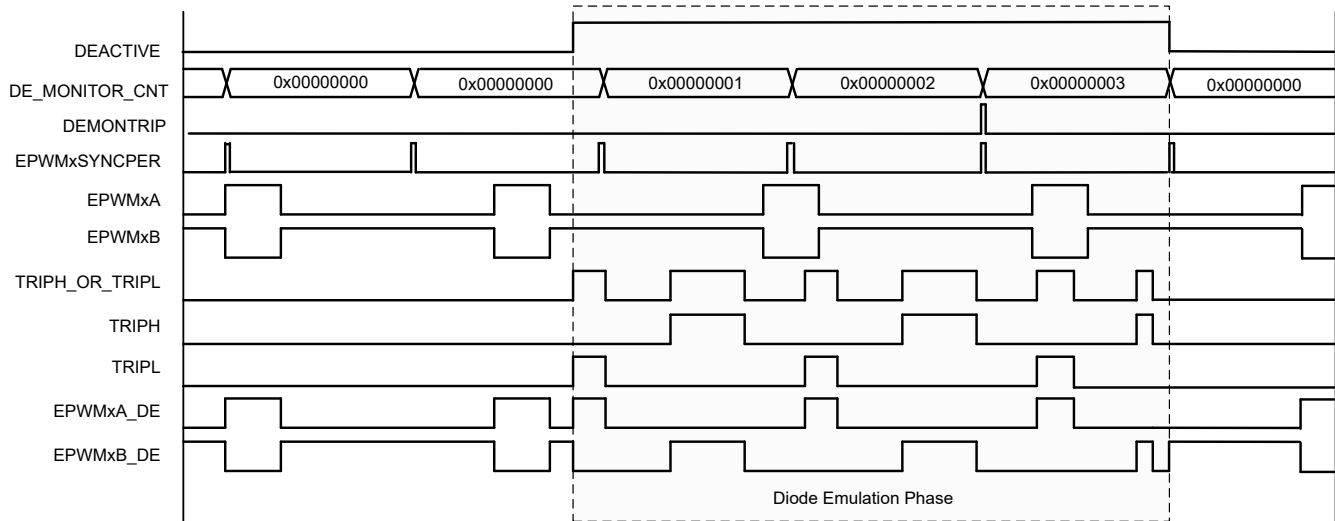 DEACTIVE
DE_MONITOR_CNT
0x00000000
0x00000000
0x00000001
0x00000002
0x00000003
0x00000000
DEMONTRIP
EPWMxSYNCPER
EPWMxA
EPWMxB
TRIPH_OR_TRIPL
TRIPH
TRIPL
EPWMxA_DE
EPWMxB_DE
Diode Emulation Phase